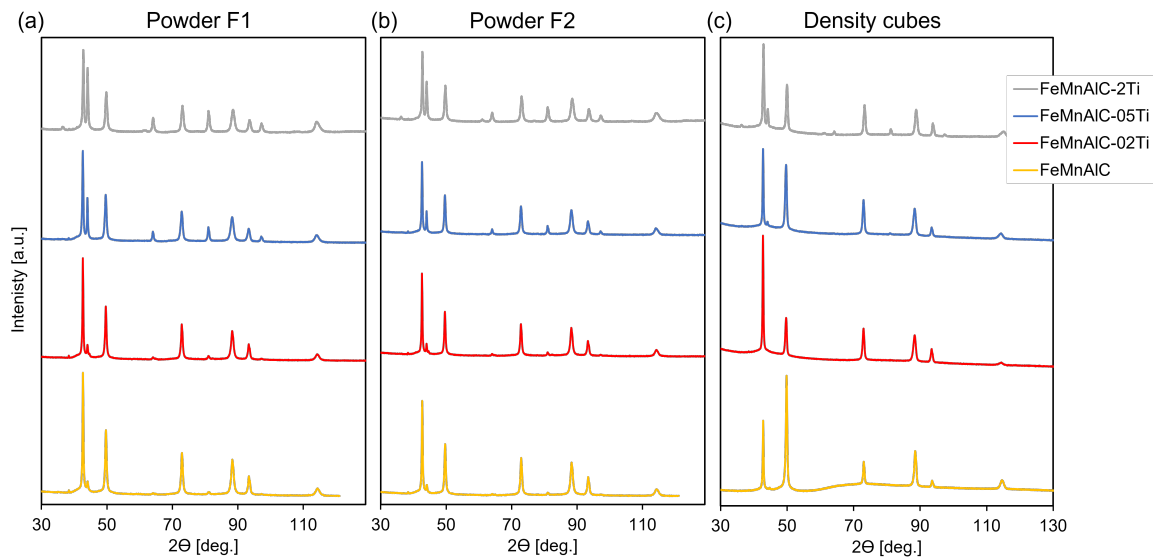 (a) Powder F1
(b) Powder F2
(c) Density cubes
FeMnAlC-2Ti
FeMnAlC-05Ti
FeMnAlC-02Ti
FeMnAlC
Intenisty [a.u.]
30 50 70 90 110
30 50 70 90 110
30 50 70 90 110 130
2Θ [deg.]
2Θ [deg.]
2Θ [deg.]